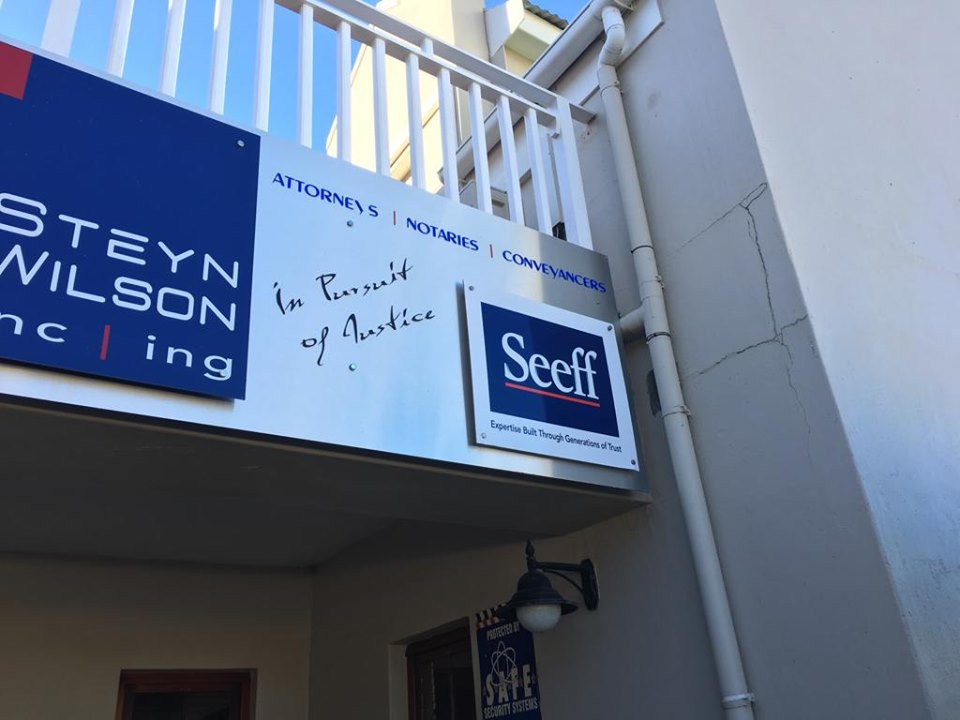 STEYN
WILSON
nc | ing
ATTORNEYS | NOTARIES | CONVEYANCERS
in Pursuit
of Justice
Seeff
Expertise Built Through Generations of Trust
PROTECTED BY
SAFE
SECURITY SYSTEMS